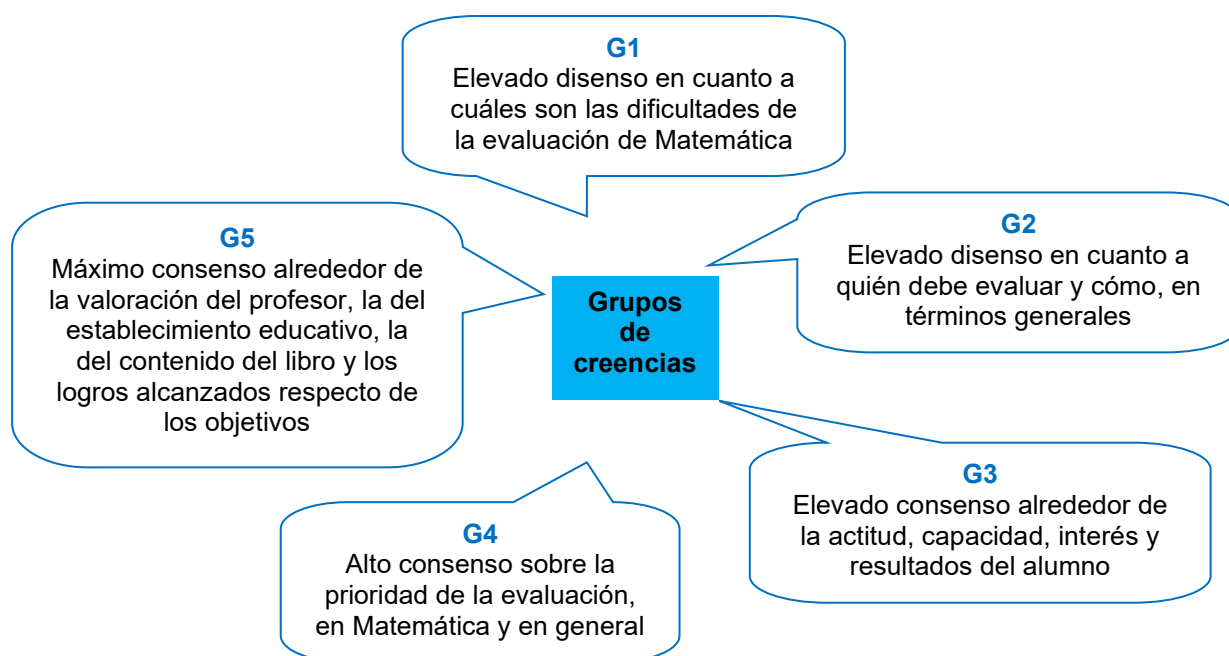 G1
Elevado disenso en cuanto a
cuáles son las dificultades de
la evaluación de Matemática
G5
Máximo consenso alrededor de
la valoración del profesor, la del
establecimiento educativo, la
del contenido del libro y los
logros alcanzados respecto de
los objetivos
Grupos
de
creencias
G2
Elevado disenso en cuanto a
quién debe evaluar y cómo, en
términos generales
G3
Elevado consenso alrededor de
la actitud, capacidad, interés y
resultados del alumno
G4
Alto consenso sobre la
prioridad de la evaluación,
en Matemática y en general